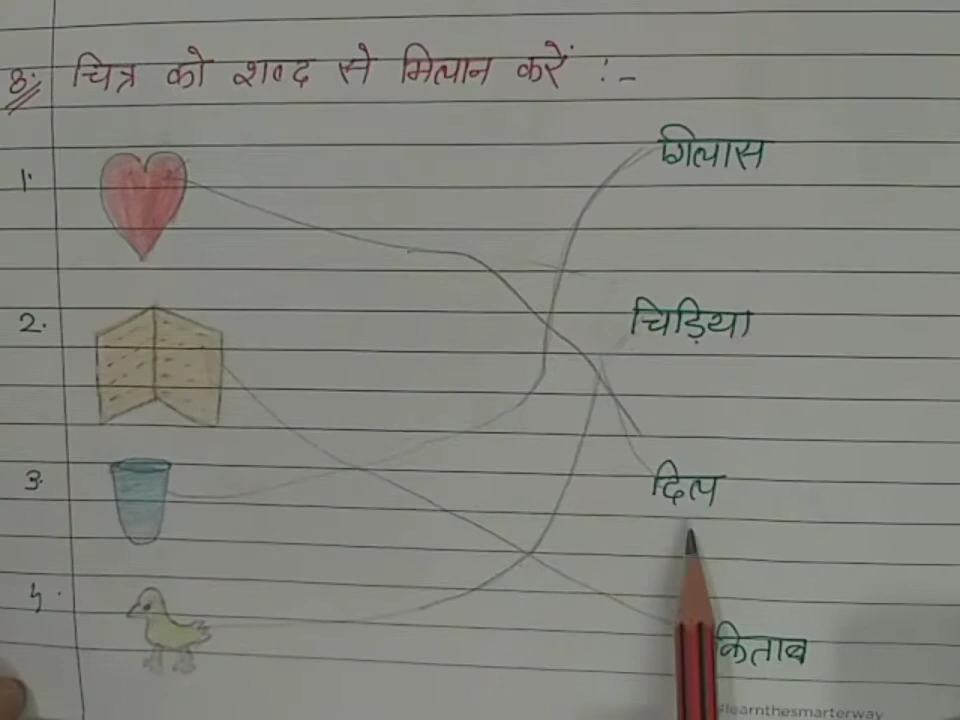 8. चित्र को शब्द से मिलान करें :-
1. गिलास
2. चिड़िया
3. दिल
4. किताब
#learnthesmarterway